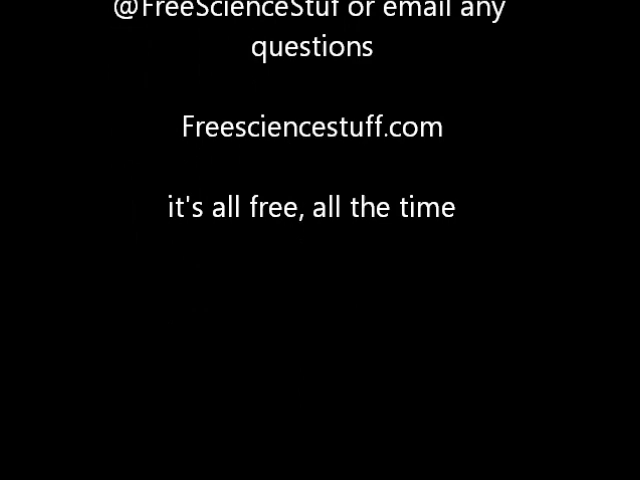 @FreeScienceStuf or email any
questions
Freesciencestuff.com
it's all free, all the time